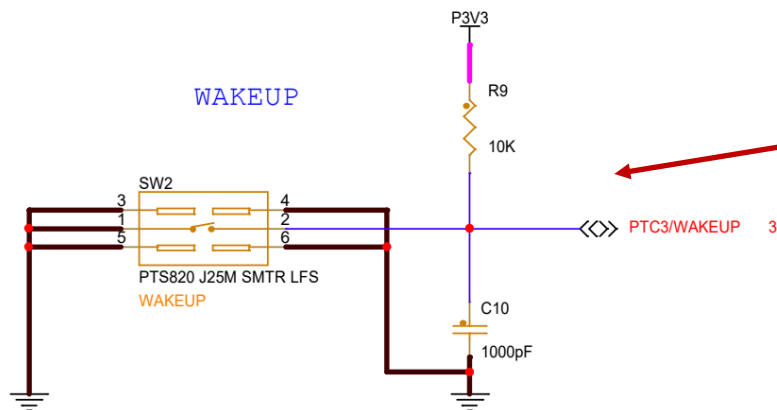 P3V3
WAKEUP
R9
10K
SW2
3
4
1
2
5
6
PTC3/WAKEUP 3
PTS820 J25M SMTR LFS
WAKEUP
C10
1000pF